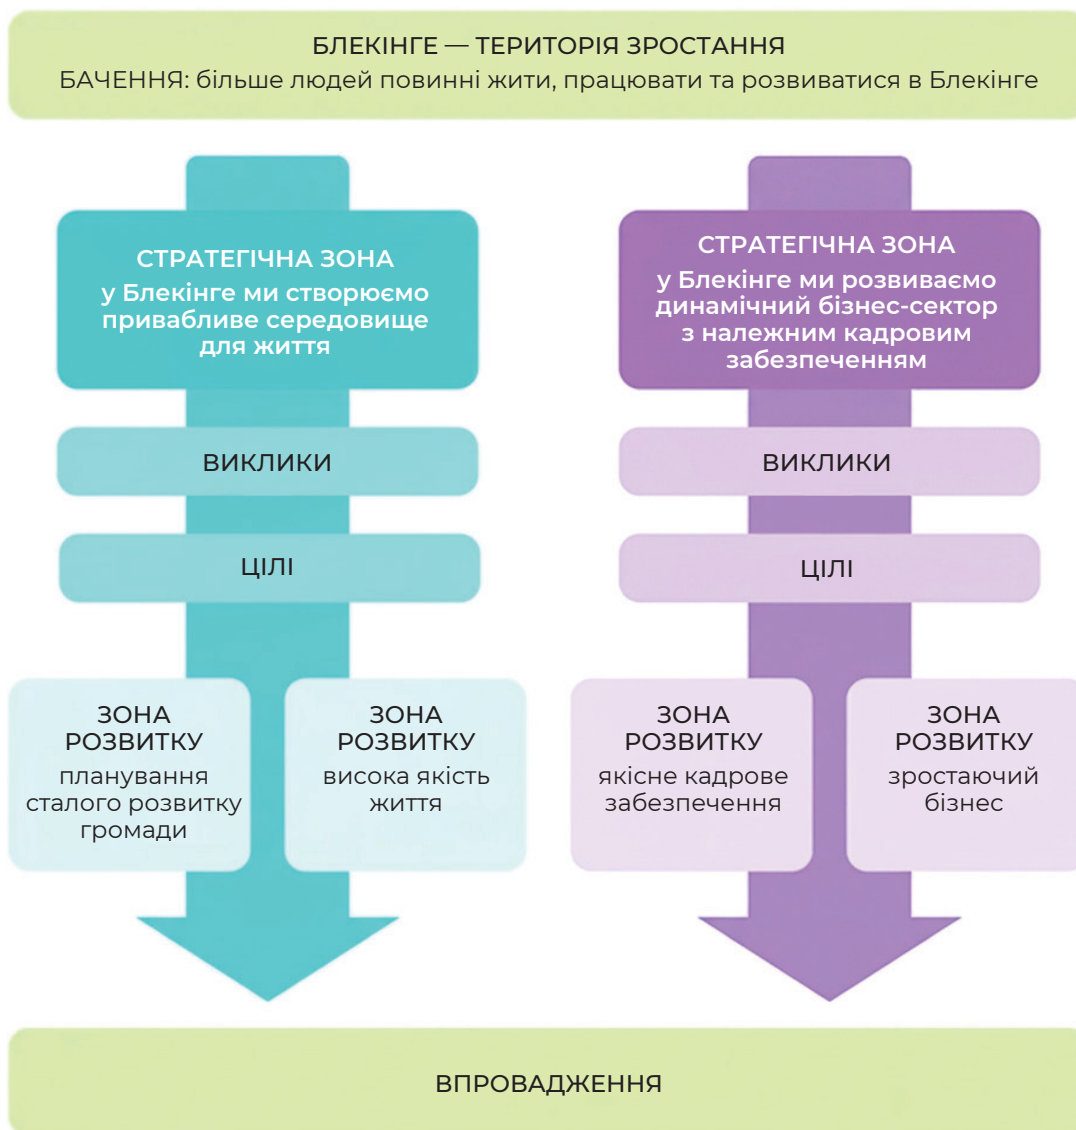 БЛЕКІНГЕ — ТЕРИТОРІЯ ЗРОСТАННЯ
БАЧЕННЯ: більше людей повинні жити, працювати та розвиватися в Блекінге
СТРАТЕГІЧНА ЗОНА
у Блекінге ми створюємо
привабливе середовище
для життя
ВИКЛИКИ
ЦІЛІ
ЗОНА
РОЗВИТКУ
планування
сталого розвитку
громади
ЗОНА
РОЗВИТКУ
висока якість
життя
СТРАТЕГІЧНА ЗОНА
у Блекінге ми розвиваємо
динамічний бізнес-сектор
з належним кадровим
забезпеченням
ВИКЛИКИ
ЦІЛІ
ЗОНА
РОЗВИТКУ
якісне кадрове
забезпечення
ЗОНА
РОЗВИТКУ
зростаючий
бізнес
ВПРОВАДЖЕННЯ